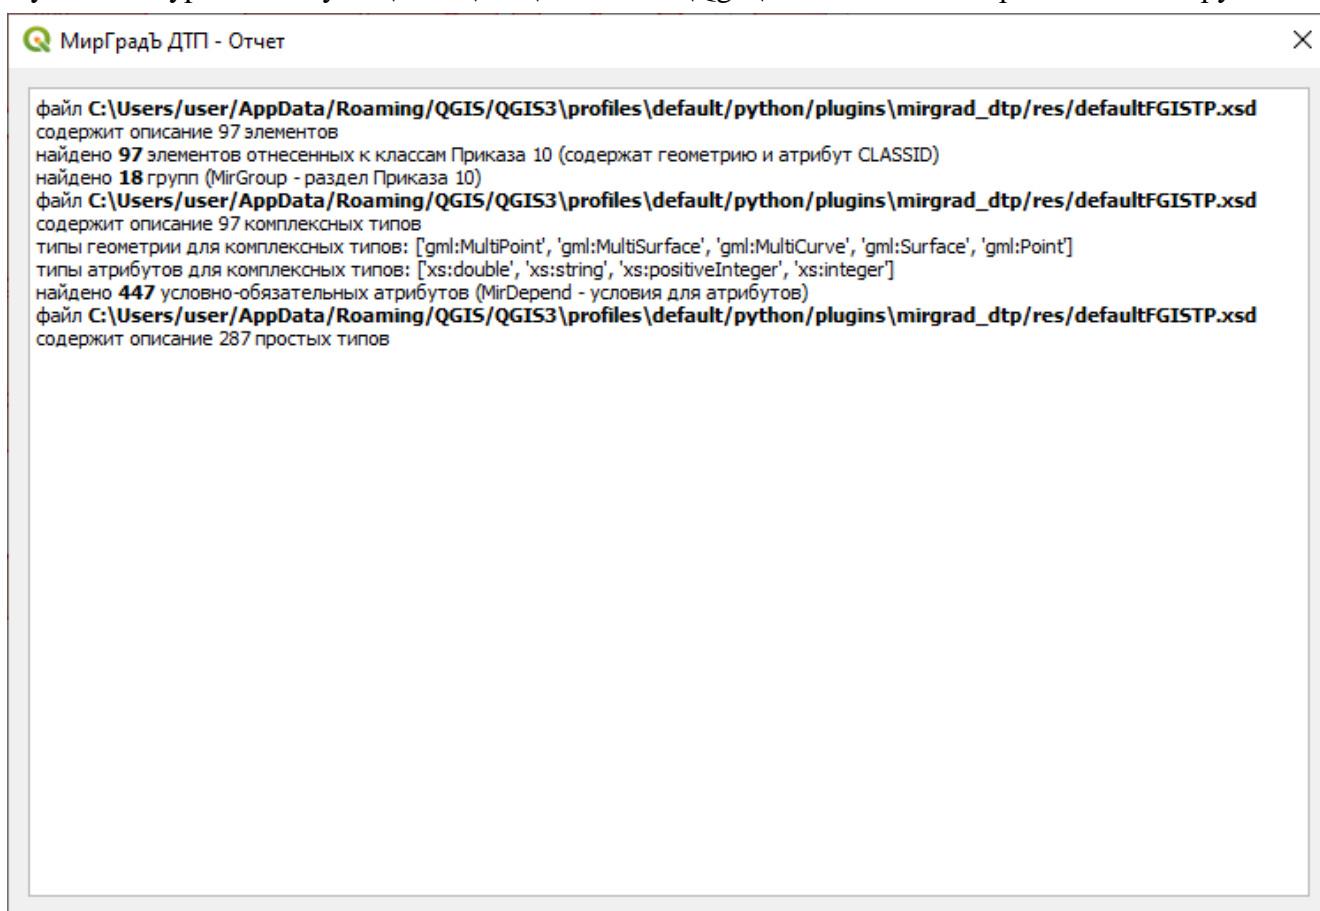 МирГрадЪ ДТП - Отчет
файл C:\Users/user/AppData/Roaming/QGIS/QGIS3\profiles\default/python/plugins\mirgrad_dtp/res/defaultFGISTP.xsd
содержит описание 97 элементов
найдено 97 элементов отнесенных к классам Приказа 10 (содержат геометрию и атрибут CLASSID)
найдено 18 групп (MirGroup - раздел Приказа 10)
файл C:\Users/user/AppData/Roaming/QGIS/QGIS3\profiles\default/python/plugins\mirgrad_dtp/res/defaultFGISTP.xsd
содержит описание 97 комплексных типов
типы геометрии для комплексных типов: ['gml:MultiPoint', 'gml:MultiSurface', 'gml:MultiCurve', 'gml:Surface', 'gml:Point']
типы атрибутов для комплексных типов: ['xs:double', 'xs:string', 'xs:positiveInteger', 'xs:integer']
найдено 447 условно-обязательных атрибутов (MirDepend - условия для атрибутов)
файл C:\Users/user/AppData/Roaming/QGIS/QGIS3\profiles\default/python/plugins\mirgrad_dtp/res/defaultFGISTP.xsd
содержит описание 287 простых типов